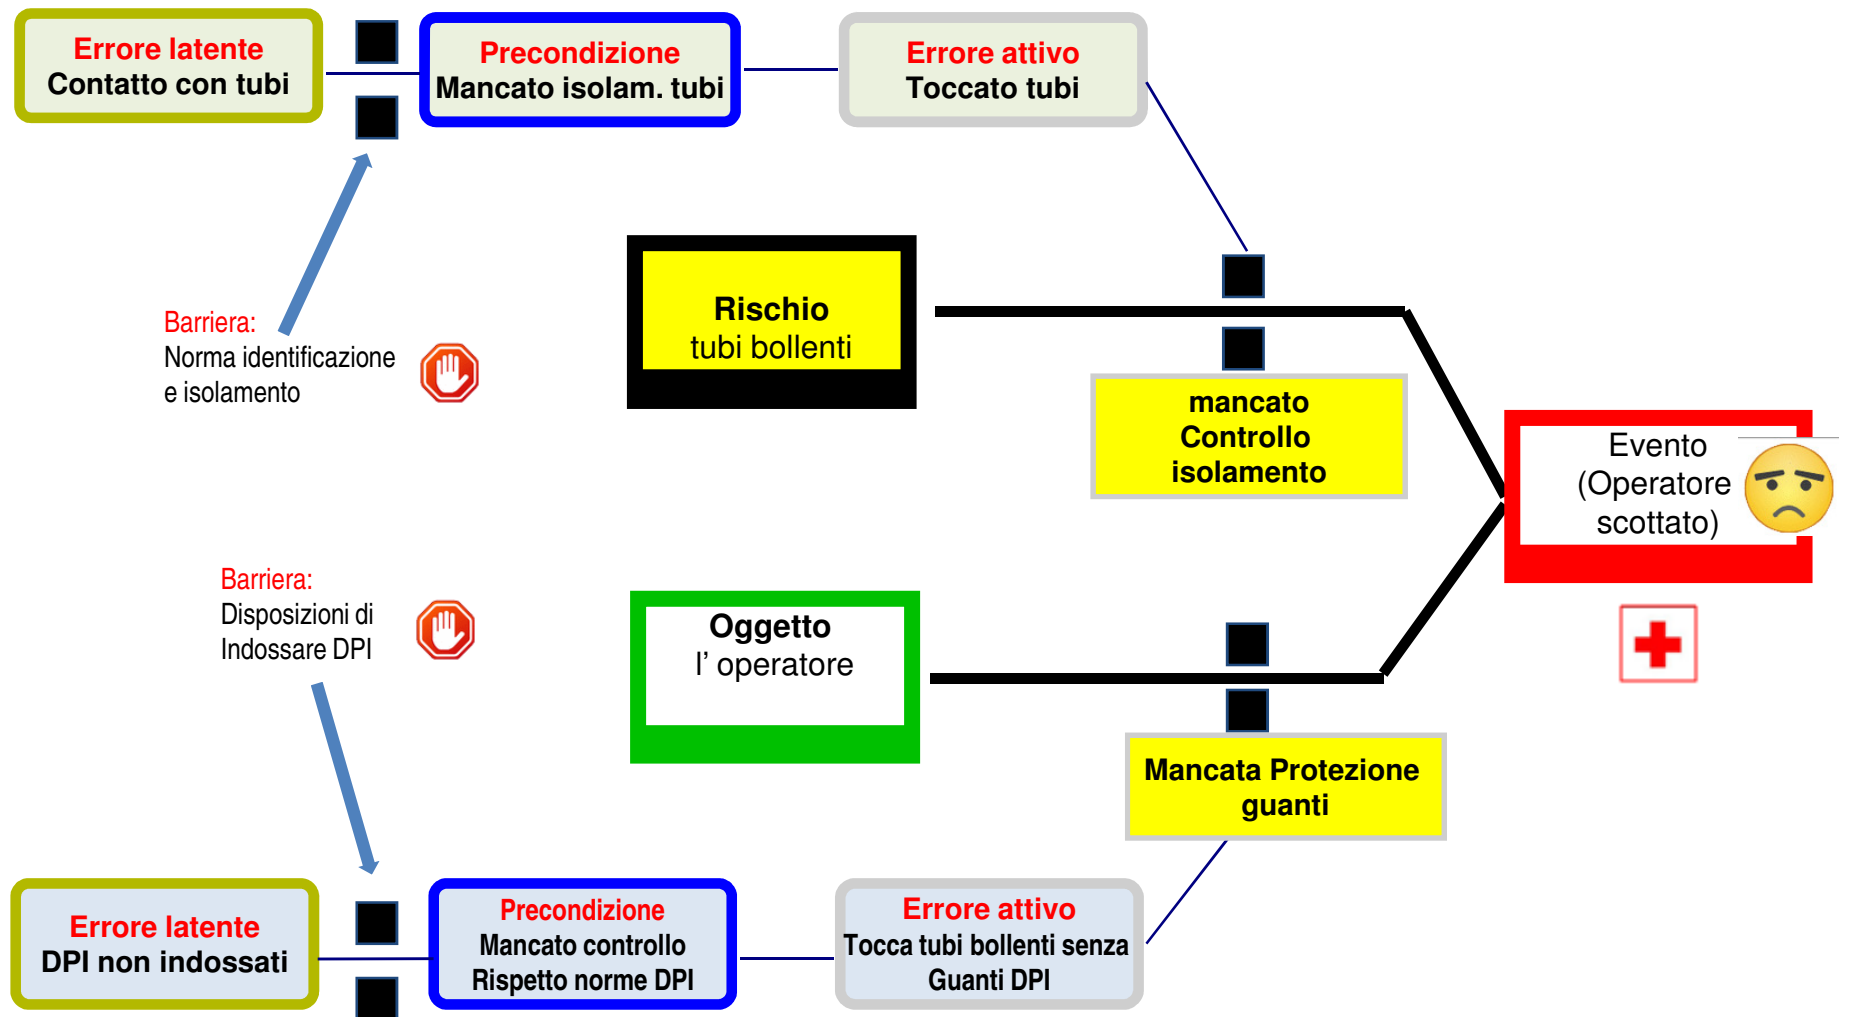 Errore latente
Contatto con tubi
Precondizione
Mancato isolam. tubi
Errore attivo
Toccato tubi
Barriera:
Norma identificazione
e isolamento
Rischio
tubi bollenti
mancato
Controllo
isolamento
Evento
(Operatore
scottato)
Barriera:
Disposizioni di
Indossare DPI
Oggetto
l' operatore
Mancata Protezione
guanti
Errore latente
DPI non indossati
Precondizione
Mancato controllo
Rispetto norme DPI
Errore attivo
Tocca tubi bollenti senza
Guanti DPI